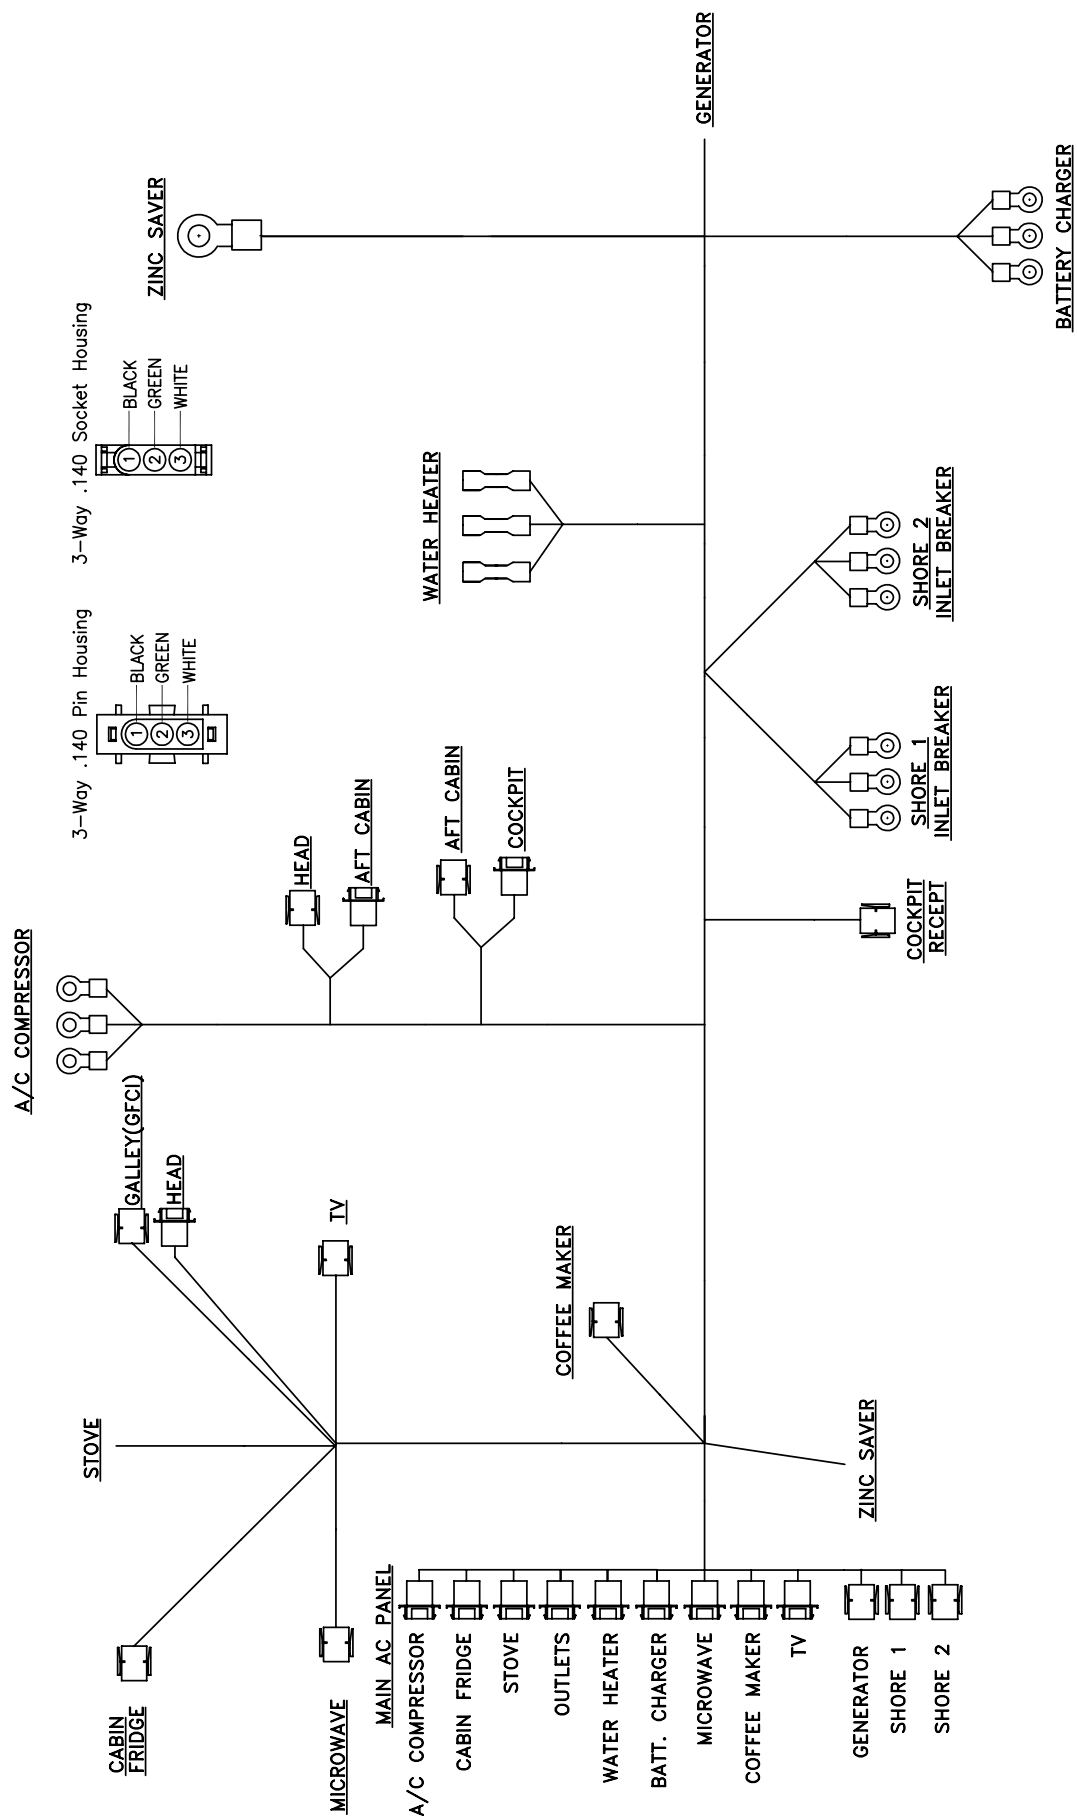 A/C COMPRESSOR
3-Way .140 Pin Housing
BLACK
GREEN
WHITE
1
2
3
3-Way .140 Socket Housing
BLACK
GREEN
WHITE
1
2
3
ZINC SAVER
STOVE
GALLEY(GFCI)
HEAD
HEAD
AFT CABIN
AFT CABIN
COCKPIT
WATER HEATER
CABIN
FRIDGE
TV
MICROWAVE
COFFEE MAKER
GENERATOR
MAIN AC PANEL
A/C COMPRESSOR
CABIN FRIDGE
STOVE
OUTLETS
WATER HEATER
BATT. CHARGER
MICROWAVE
COFFEE MAKER
TV
GENERATOR
SHORE 1
SHORE 2
ZINC SAVER
COCKPIT
RECEPT
SHORE 1
INLET BREAKER
SHORE 2
INLET BREAKER
BATTERY CHARGER